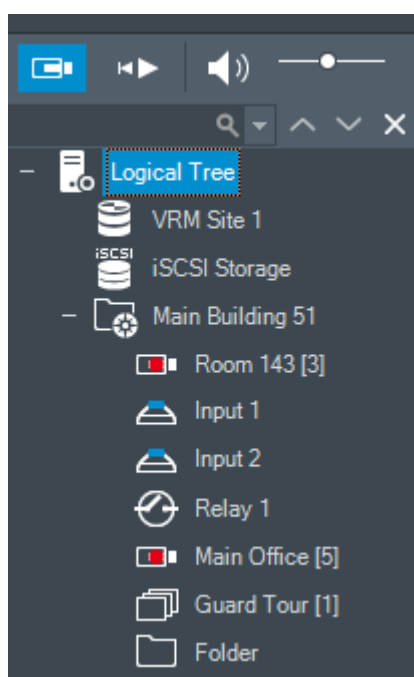 Logical Tree
VRM Site 1
iSCSI
iSCSI Storage
Main Building 51
Room 143 [3]
Input 1
Input 2
Relay 1
Main Office [5]
Guard Tour [1]
Folder